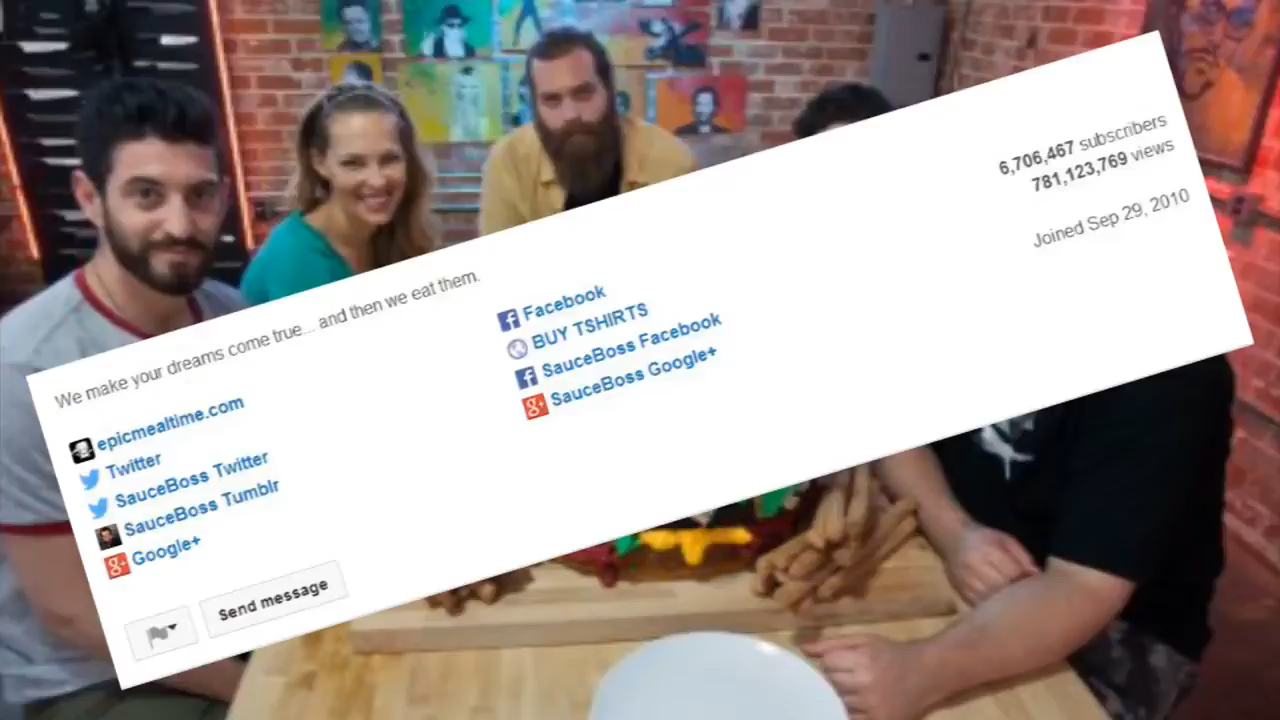 6,706,467 subscribers
781,123,769 views
Joined Sep 29, 2010
We make your dreams come true... and then we eat them.
epicmealtime.com
Twitter
SauceBoss Twitter
SauceBoss Tumblr
Google+
Facebook
BUY TSHIRTS
SauceBoss Facebook
SauceBoss Google+
Send message